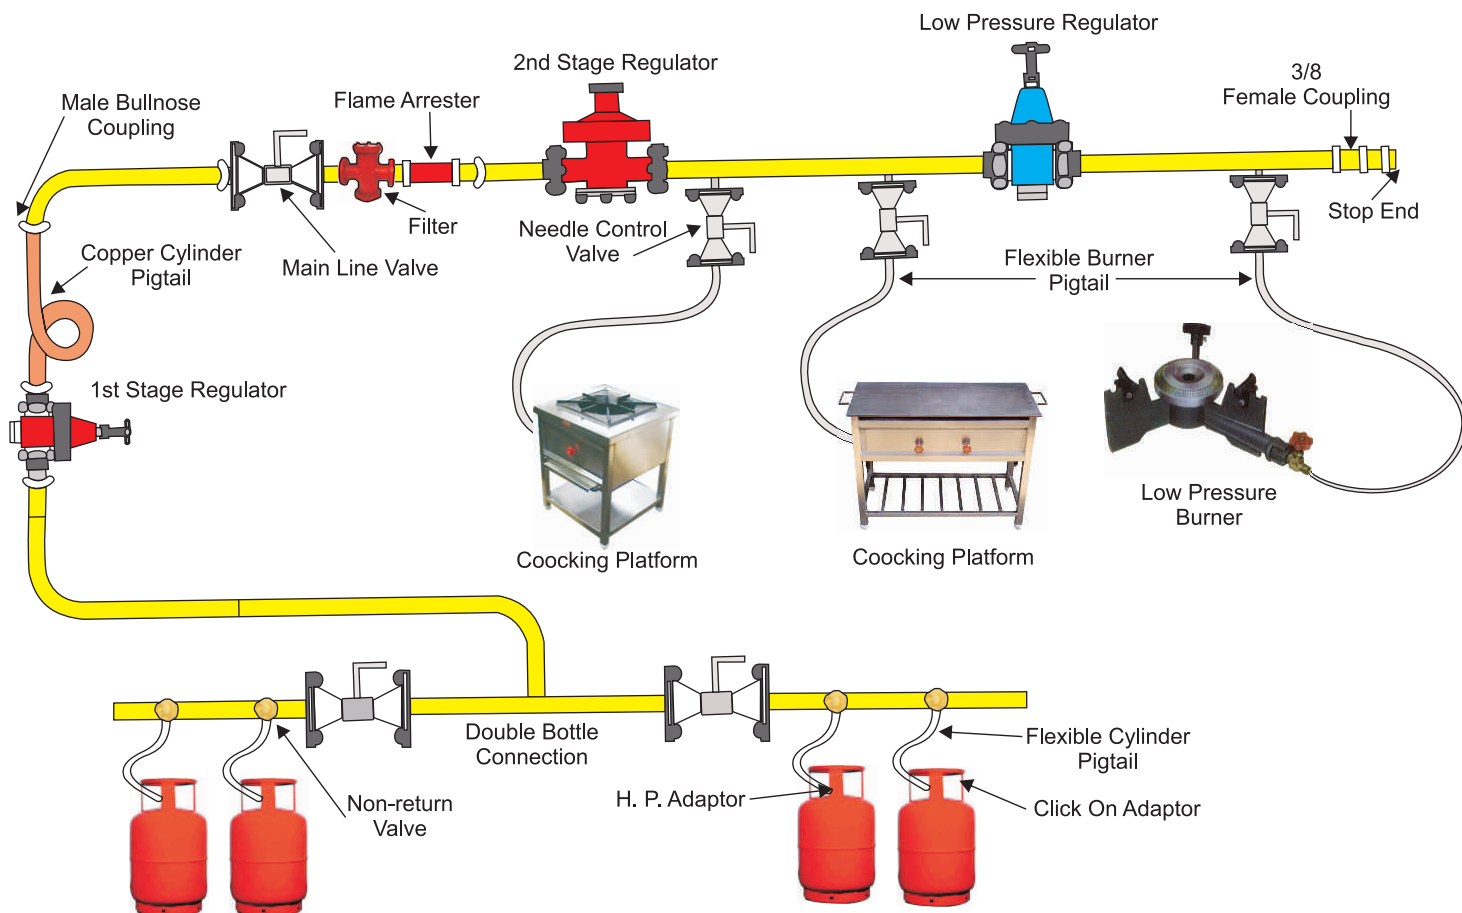 Low Pressure Regulator
2nd Stage Regulator
3/8
Female Coupling
Male Bullnose
Coupling
Flame Arrester
Filter
Needle Control
Valve
Stop End
Main Line Valve
Copper Cylinder
Pigtail
Flexible Burner
Pigtail
1st Stage Regulator
Low Pressure
Burner
Coocking Platform
Coocking Platform
Double Bottle
Connection
Flexible Cylinder
Pigtail
Non-return
Valve
H. P. Adaptor
Click On Adaptor